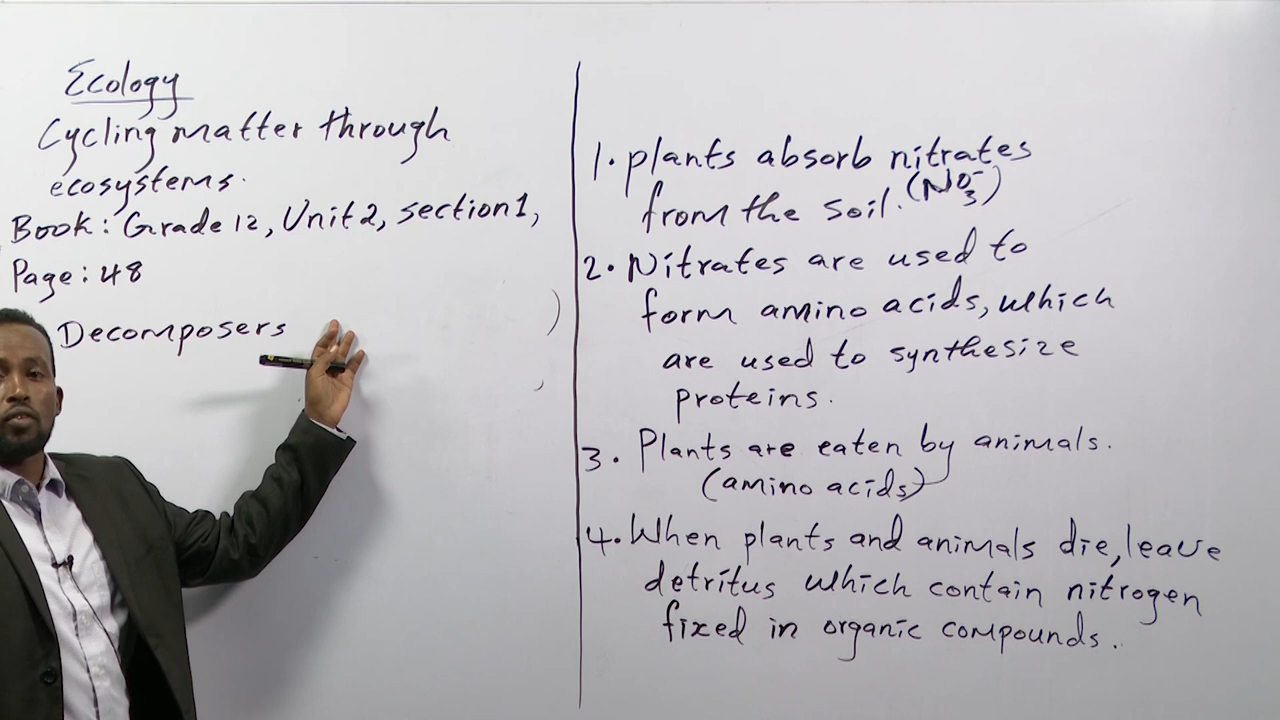 Ecology
Cycling matter through
ecosystems.
Book: Grade 12, Unit 2, section 1,
Page: 48
Decomposers
1. plants absorb nitrates
from the soil. (NO₃⁻)
2. Nitrates are used to
form amino acids, which
are used to synthesize
proteins.
3. Plants are eaten by animals.
(amino acids)
4. When plants and animals die, leave
detritus which contain nitrogen
fixed in organic compounds.